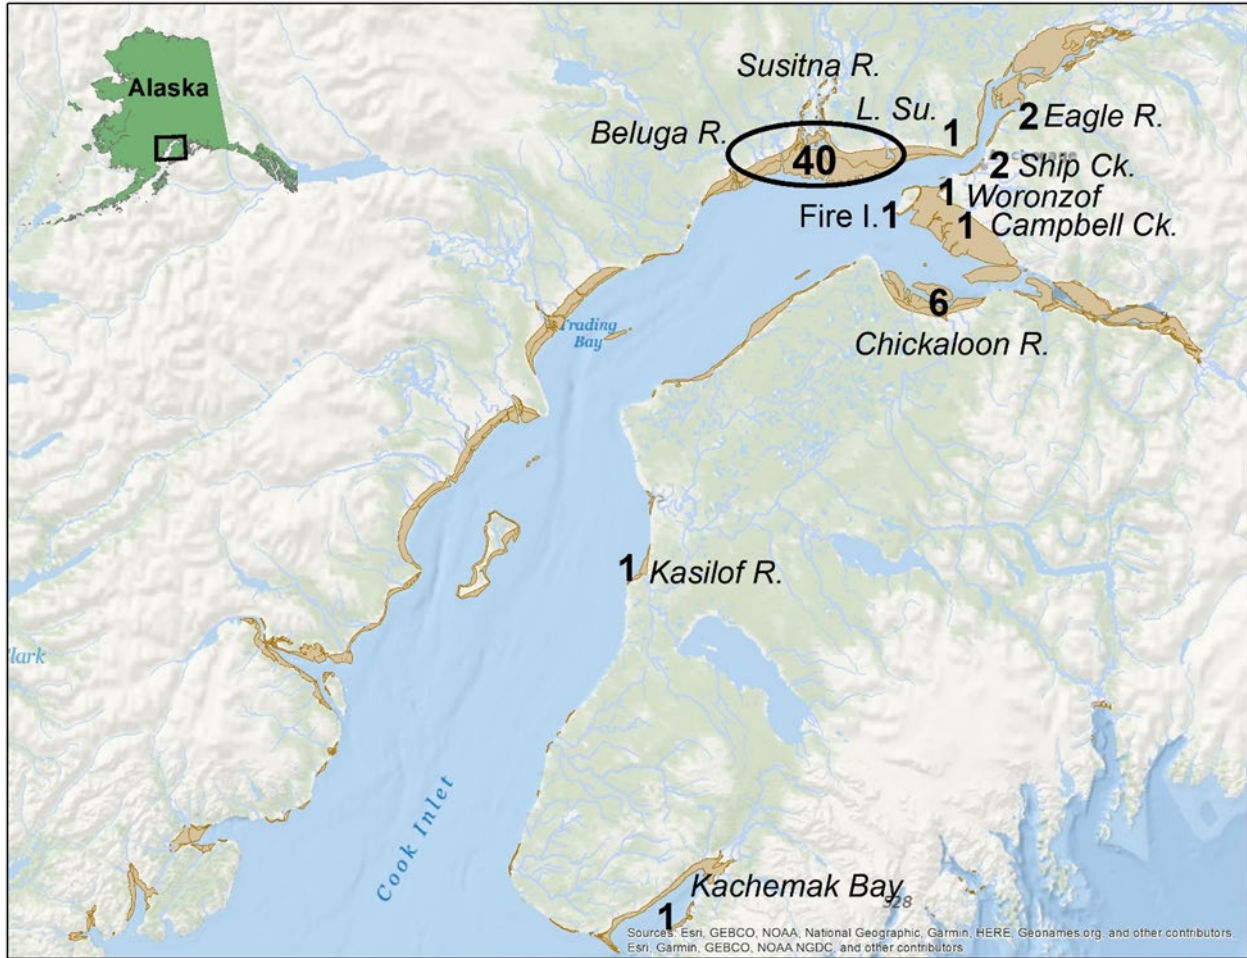 Alaska
Susitna R.
L. Su.
Beluga R.
40
1
2 Eagle R.
2 Ship Ck.
1 Woronzof
Fire I. 1
1 Campbell Ck.
6
Chickaloon R.
Trading
Bay
1 Kasilof R.
lark
Cook Inlet
Kachemak Bay
1
928
Sources: Esri, GEBCO, NOAA, National Geographic, Garmin, HERE, Geonames.org, and other contributors
Esri, Garmin, GEBCO, NOAA NGDC, and other contributors